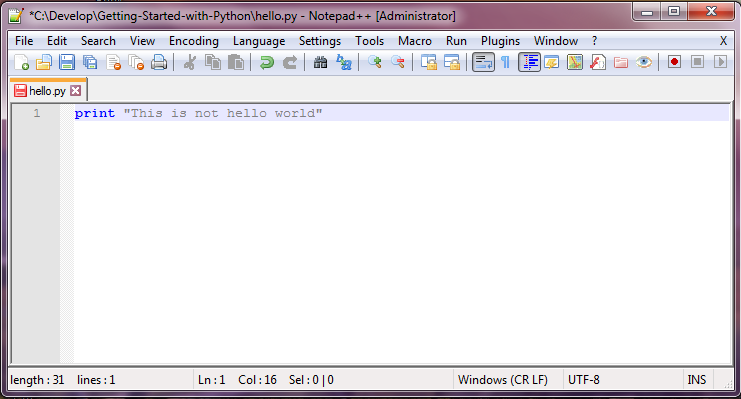 *C:\Develop\Getting-Started-with-Python\hello.py - Notepad++ [Administrator]
File Edit Search View Encoding Language Settings Tools Macro Run Plugins Window ? X
hello.py
1 print "This is not hello world"
length : 31 lines : 1 Ln : 1 Col : 16 Sel : 0 | 0 Windows (CR LF) UTF-8 INS